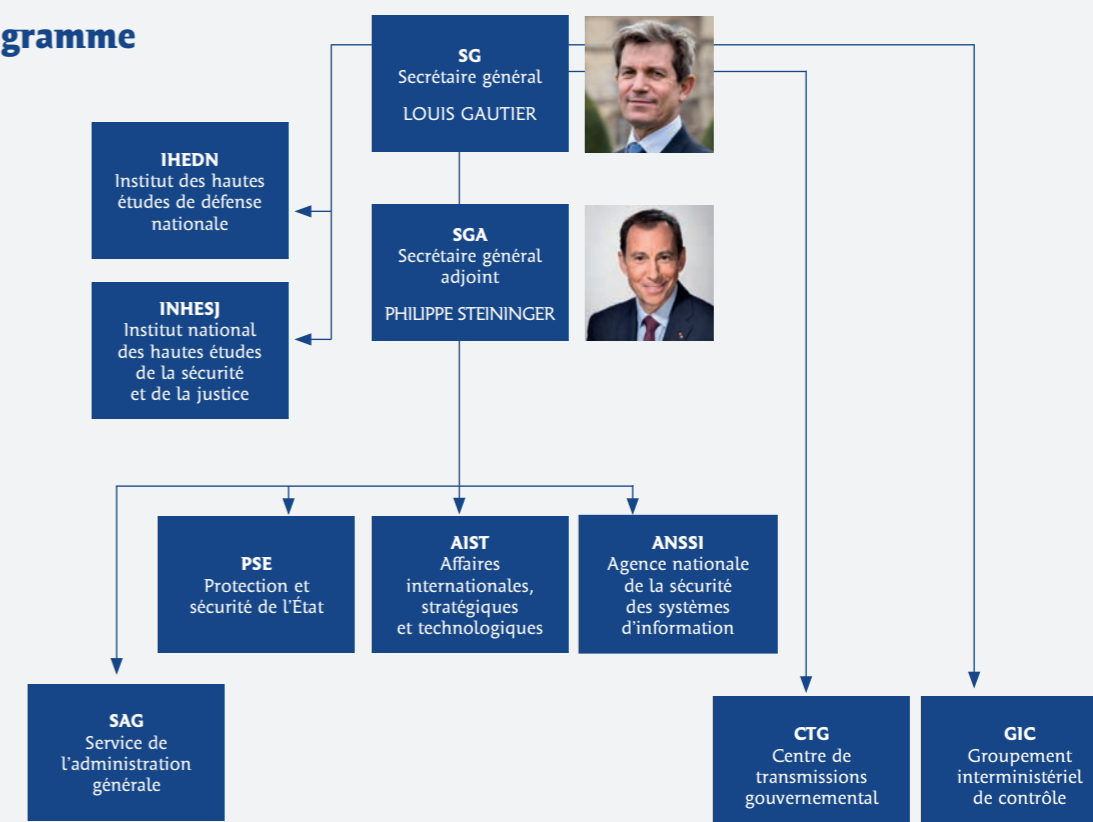 gramme
SG
Secrétaire général
LOUIS GAUTIER
IHEDN
Institut des hautes
études de défense
nationale
SGA
Secrétaire général
adjoint
PHILIPPE STEININGER
INHESJ
Institut national
des hautes études
de la sécurité
et de la justice
PSE
Protection et
sécurité de l’État
AIST
Affaires
internationales,
stratégiques
et technologiques
ANSSI
Agence nationale
de la sécurité
des systèmes
d’information
SAG
Service de
l’administration
générale
CTG
Centre de
transmissions
gouvernemental
GIC
Groupement
interministériel
de contrôle